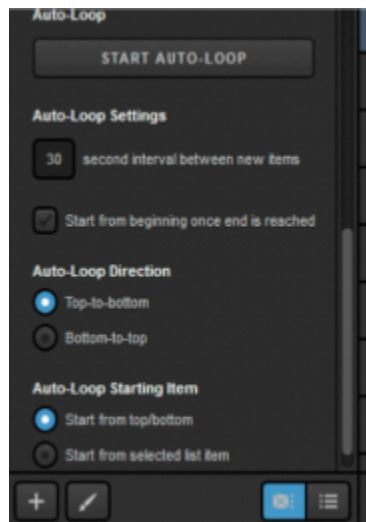 Auto-Loop
START AUTO-LOOP
Auto-Loop Settings
30 second interval between new items
Start from beginning once end is reached
Auto-Loop Direction
Top-to-bottom
Bottom-to-top
Auto-Loop Starting Item
Start from top/bottom
Start from selected list item